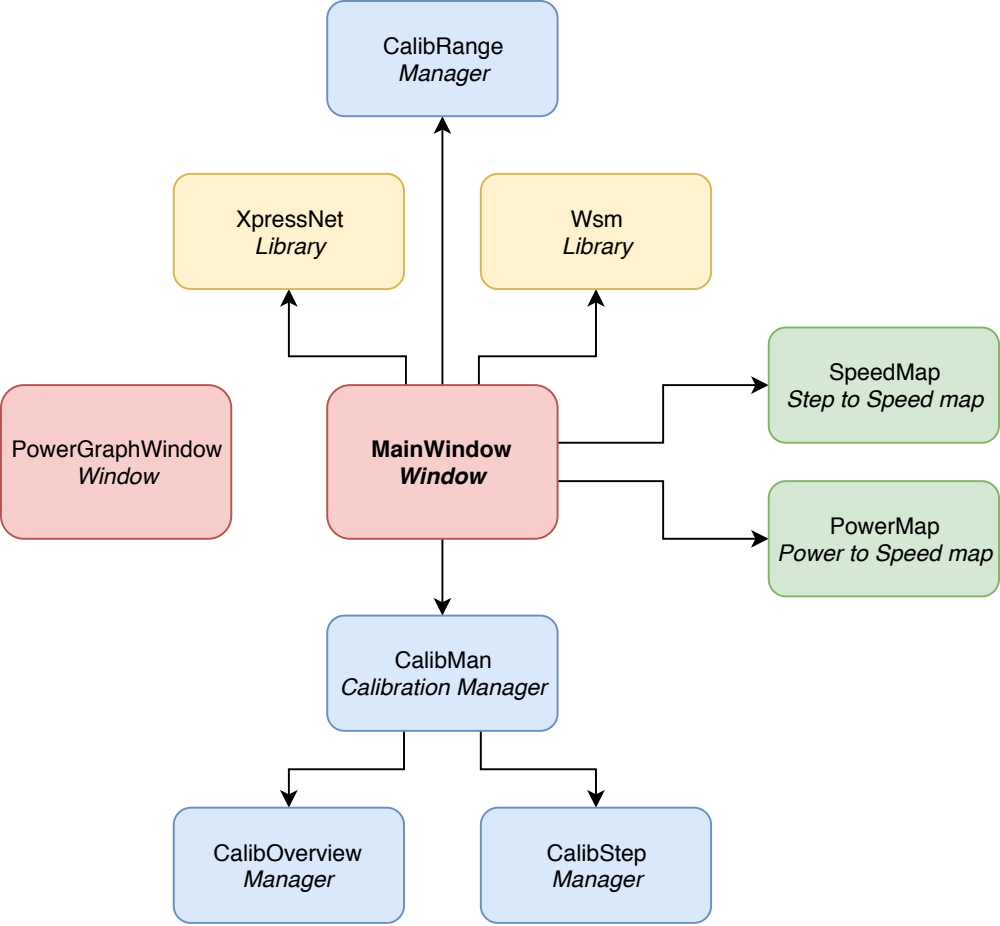 CalibRange
Manager
XpressNet
Library
Wsm
Library
SpeedMap
Step to Speed map
PowerGraphWindow
Window
MainWindow
Window
PowerMap
Power to Speed map
CalibMan
Calibration Manager
CalibOverview
Manager
CalibStep
Manager